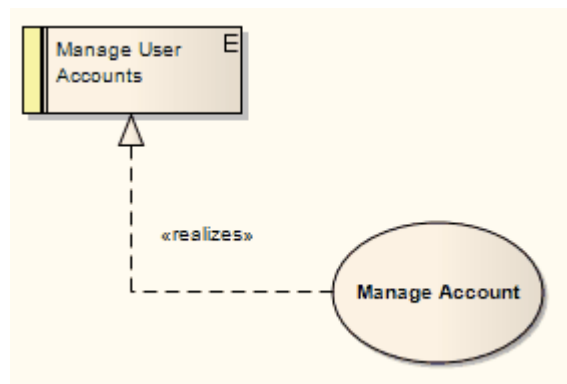 Manage User
Accounts
E
«realizes»
Manage Account